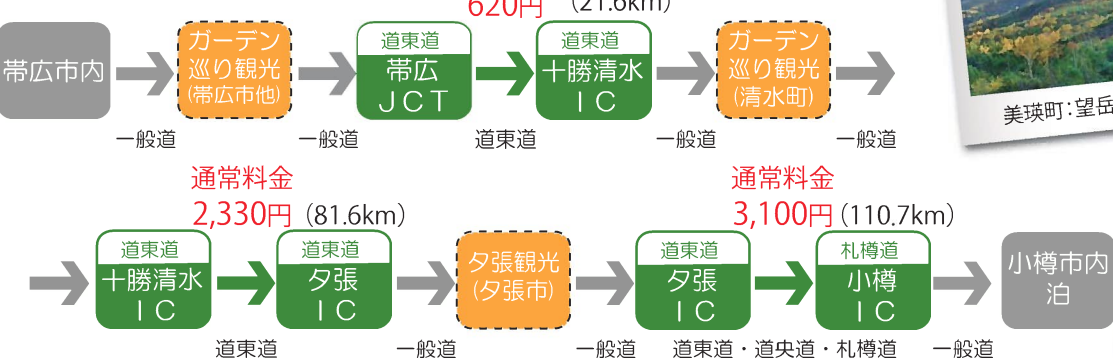 620円 (21.6km)
帯広市内
ガーデン
巡り観光
(帯広市他)
道東道
帯広
JCT
道東道
十勝清水
IC
ガーデン
巡り観光
(清水町)
一般道
一般道
道東道
一般道
一般道
美瑛町:望岳
通常料金
2,330円 (81.6km)
通常料金
3,100円 (110.7km)
道東道
十勝清水
IC
道東道
夕張
IC
夕張観光
(夕張市)
道東道
夕張
IC
札樽道
小樽
IC
小樽市内
泊
道東道
一般道
一般道
道東道・道央道・札樽道
一般道